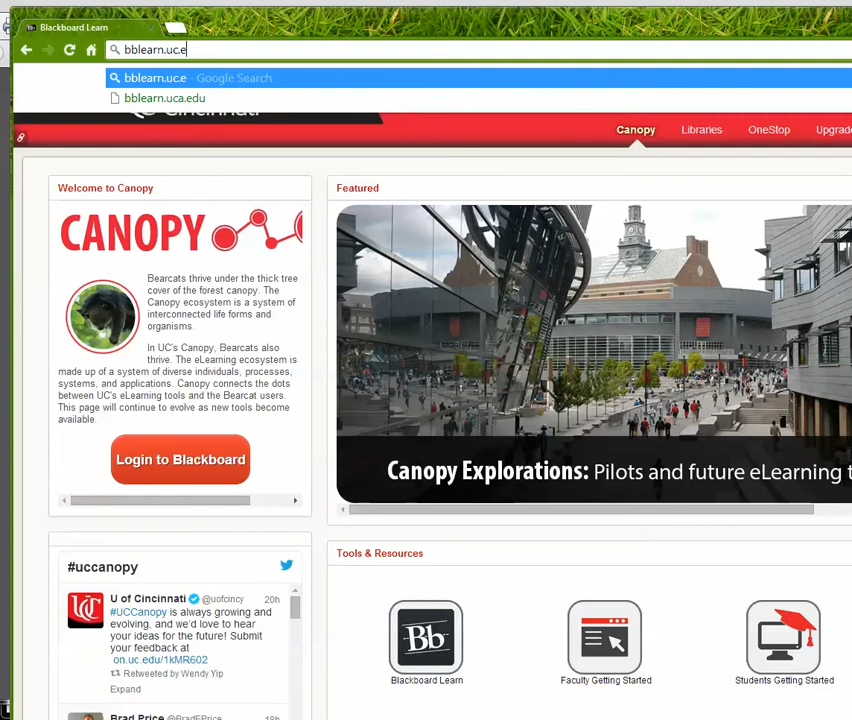 Blackboard Learn
bblearn.uc.e
bblearn.uc.e - Google Search
bblearn.uca.edu
Cincinnati
Canopy Libraries OneStop Upgrade
Welcome to Canopy
CANOPY
Bearcats thrive under the thick tree
cover of the forest canopy. The
Canopy ecosystem is a system of
interconnected life forms and
organisms.
In UC's Canopy, Bearcats also
thrive. The eLearning ecosystem is
made up of a system of diverse individuals, processes,
systems, and applications. Canopy connects the dots
between UC's eLearning tools and the Bearcat users.
This page will continue to evolve as new tools become
available.
Login to Blackboard
Featured
Canopy Explorations: Pilots and future eLearning t
#uccanopy
U of Cincinnati @uofcincy 20h
#UCCanopy is always growing and
evolving, and we'd love to hear
your ideas for the future! Submit
your feedback at
on.uc.edu/1kMR602
Retweeted by Wendy Yip
Expand
Brad Price @BradEPrice 18h
Tools & Resources
Bb
Blackboard Learn
Faculty Getting Started
Students Getting Started